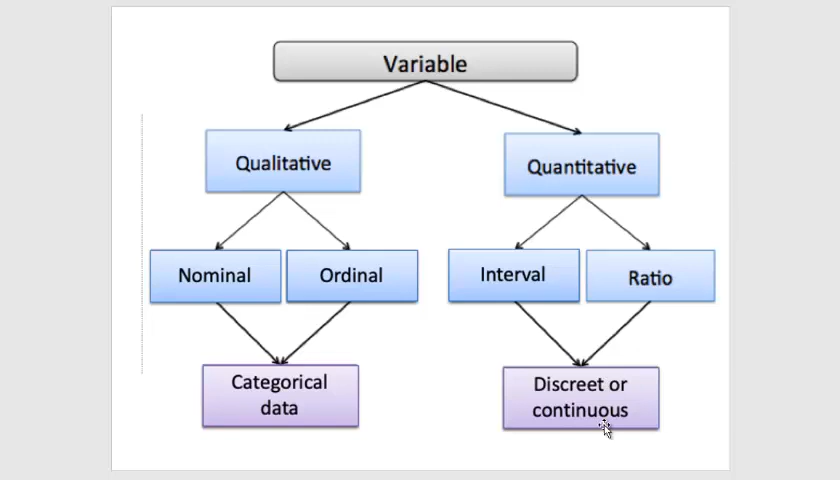 Variable
Qualitative
Quantitative
Nominal
Ordinal
Interval
Ratio
Categorical
data
Discreet or
continuous